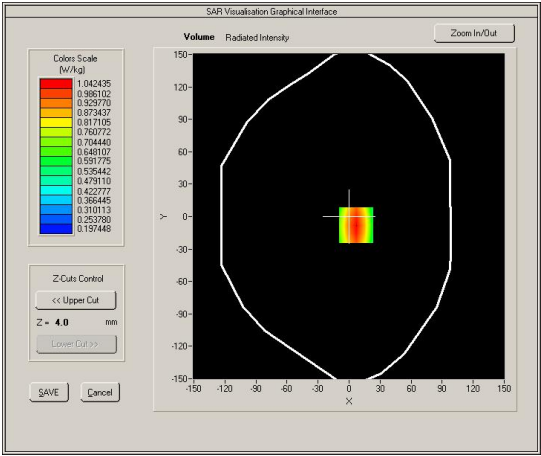 SAR Visualisation Graphical Interface
Volume Radiated Intensity
Zoom In/Out
Colors Scale
(W/kg)
1.042435
0.986102
0.929770
0.873437
0.817105
0.760772
0.704440
0.648107
0.591775
0.535442
0.479110
0.422777
0.366445
0.310113
0.253780
0.197448
Z-Cuts Control
<< Upper Cut
Z = 4.0 mm
Lower Cut >>
SAVE Cancel
150
120
90
60
30
0
-30
-60
-90
-120
-150
Y
-150 -120 -90 -60 -30 0 30 60 90 120 150
X